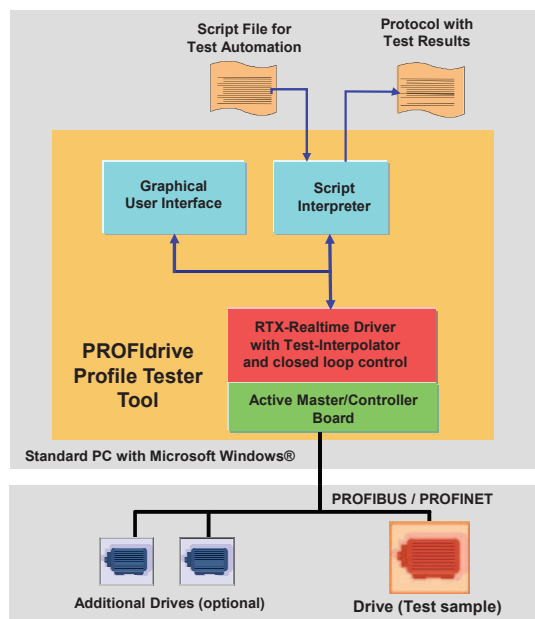 Script File for
Test Automation
Protocol with
Test Results
Graphical
User Interface
Script
Interpreter
RTX-Realtime Driver
with Test-Interpolator
and closed loop control
PROFIdrive
Profile Tester
Tool
Active Master/Controller
Board
Standard PC with Microsoft Windows®
PROFIBUS / PROFINET
Additional Drives (optional)
Drive (Test sample)